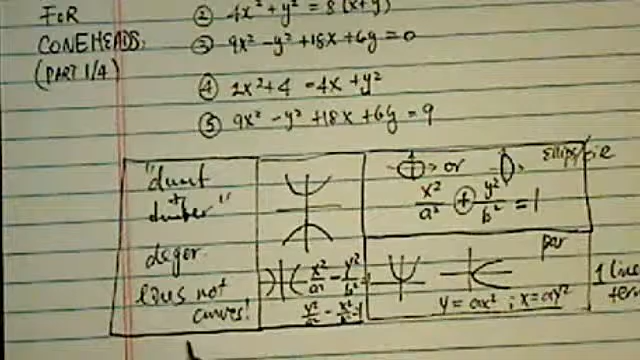 FOR
CONEHEADS.
(PART 1/4)
② 4x² + y² = 8(x+y)
③ 9x² - y² + 18x + 6y = 0
④ 2x² + 4 = 4x + y²
⑤ 9x² - y² + 18x + 6y = 9
"dumb
+
dumber"
degen
lines not
curves!
x²/a² - y²/b²
y²/a² - x²/b² = 1
or
ellips
x²/a² ⊕ y²/b² = 1
par
y = ax² ; x = ay²
1 line
term